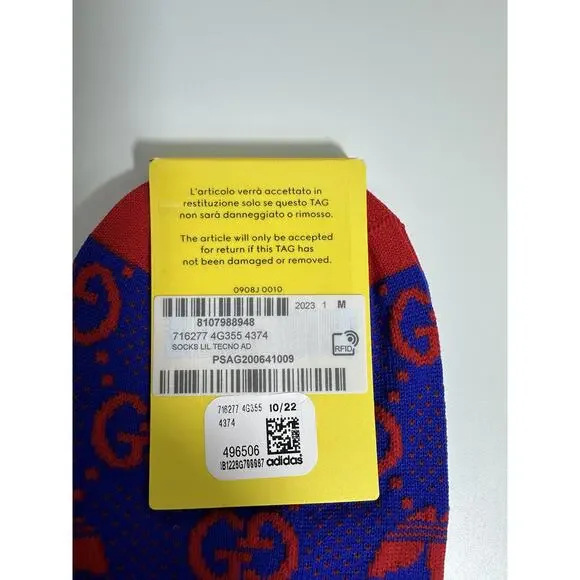 L'articolo verrà accettato in
restituzione solo se questo TAG
non sarà danneggiato o rimosso.
The article will only be accepted
for return if this TAG has
not been damaged or removed.
0908J 0010
2023 1 M
8107988948
716277 4G355 4374
SOCKS LIL TECNO AD
RFID
PSAG200641009
716277 4G355 10/22
4374
496506
adidas